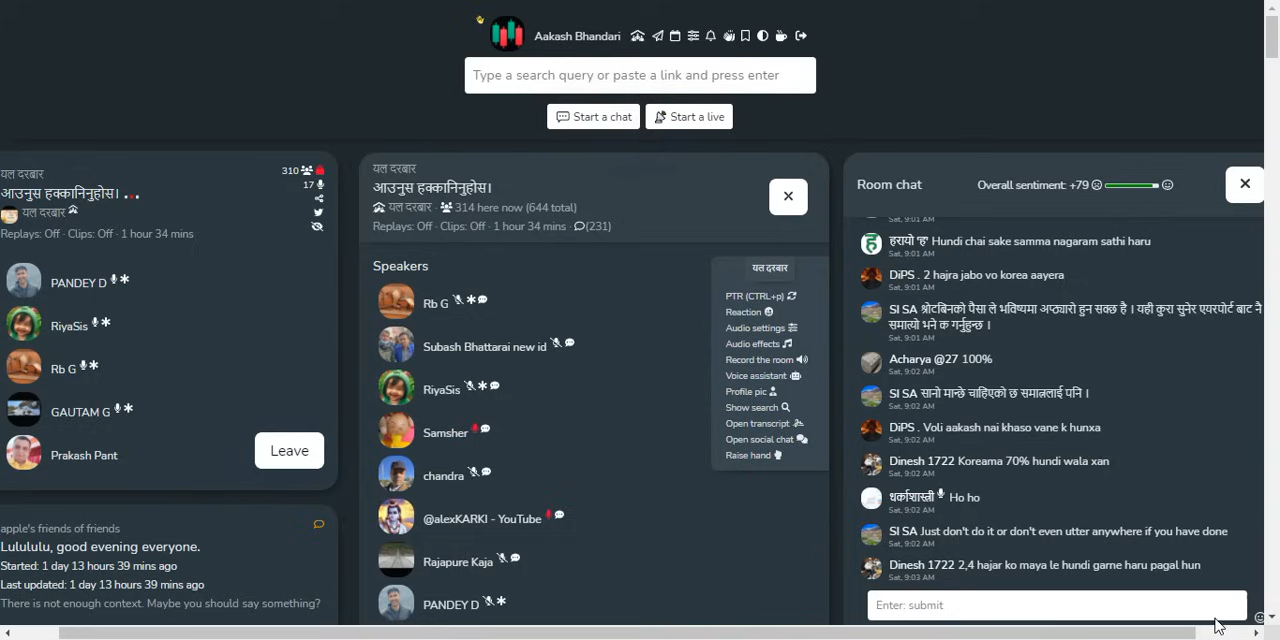 Aakash Bhandari
Type a search query or paste a link and press enter
Start a chat
Start a live
यल दरबार
310
आउनुस हक्कानिनुहोस। ...
17
यल दरबार
Replays: Off · Clips: Off · 1 hour 34 mins
PANDEY D
RiyaSis
Rb G
GAUTAM G
Prakash Pant
Leave
apple's friends of friends
Lulululu, good evening everyone.
Started: 1 day 13 hours 39 mins ago
Last updated: 1 day 13 hours 39 mins ago
There is not enough context. Maybe you should say something?
यल दरबार
आउनुस हक्कानिनुहोस।
यल दरबार · 314 here now (644 total)
Replays: Off · Clips: Off · 1 hour 34 mins · (231)
Speakers
Rb G
Subash Bhattarai new id
RiyaSis
Samsher
chandra
@alexKARKI - YouTube
Rajapure Kaja
PANDEY D
यल दरबार
PTR (CTRL+p)
Reaction
Audio settings
Audio effects
Record the room
Voice assistant
Profile pic
Show search
Open transcript
Open social chat
Raise hand
Room chat
Overall sentiment: +79
Sat, 9:01 AM
हरायो 'ह' Hundi chai sake samma nagaram sathi haru
Sat, 9:01 AM
DiPS . 2 hajra jabo vo korea aayera
Sat, 9:01 AM
SI SA श्रोटबिनको पैसा ले भविष्यमा अप्ठ्यारो हुन सक्छ है । यही कुरा सुनेर एयरपोर्ट बाट नै
समात्यो भने क गर्नुहुन्छ ।
Sat, 9:01 AM
Acharya @27 100%
Sat, 9:02 AM
SI SA सानो मान्छे चाहिएको छ समाजलाई पनि ।
Sat, 9:02 AM
DiPS . Voli aakash nai khaso vane k hunxa
Sat, 9:02 AM
Dinesh 1722 Koreama 70% hundi wala xan
Sat, 9:02 AM
धर्काशास्त्री Ho ho
Sat, 9:02 AM
SI SA Just don't do it or don't even utter anywhere if you have done
Sat, 9:02 AM
Dinesh 1722 2,4 hajar ko maya le hundi garne haru pagal hun
Sat, 9:03 AM
Enter: submit